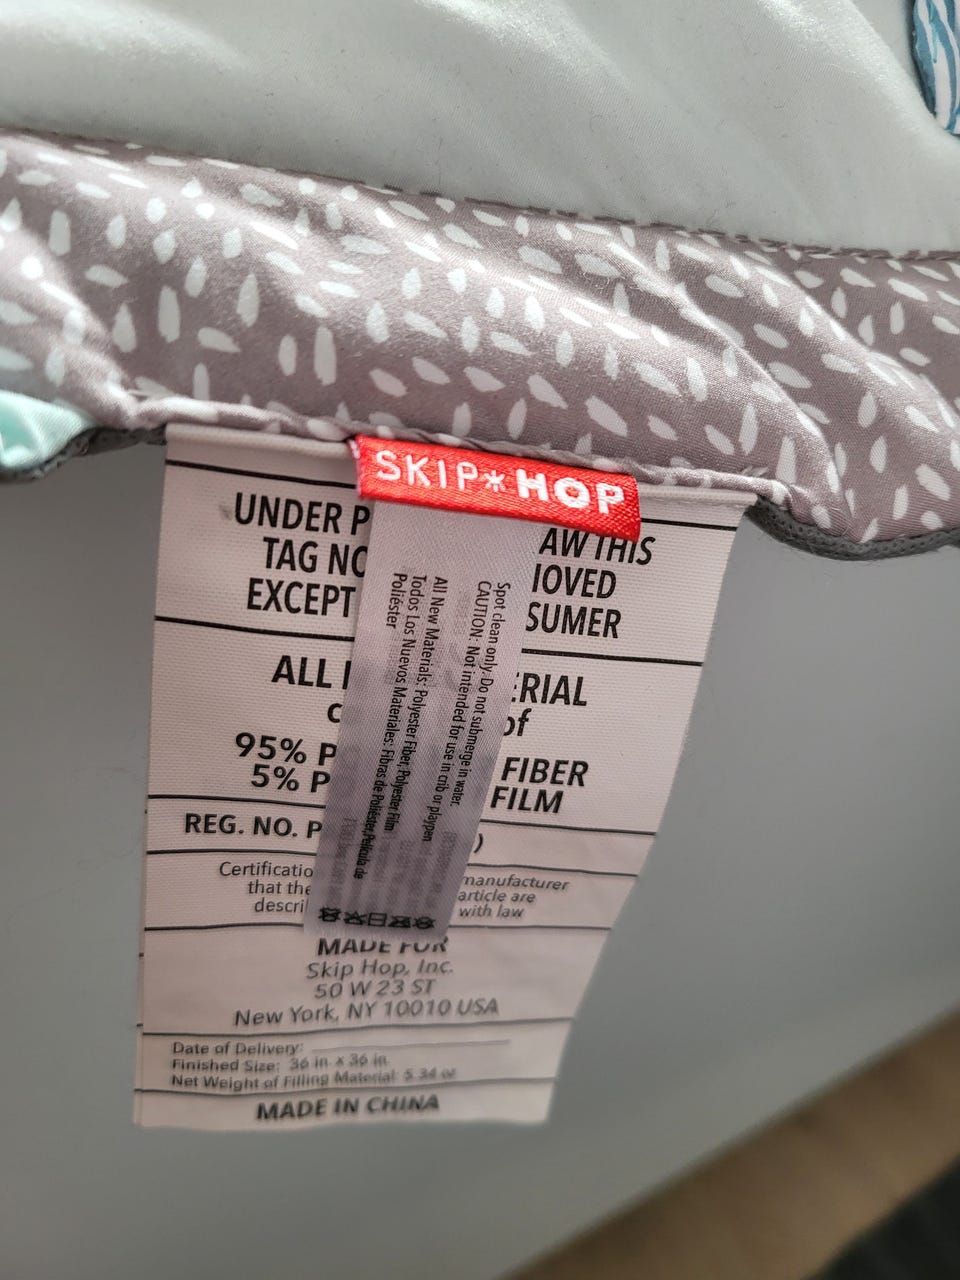 SKIP*HOP
UNDER P
AW THIS
TAG NO
IOVED
EXCEPT
SUMER
ALL
ERIAL
of
95% P
FIBER
5% P
FILM
REG. NO. P
)
Certificatio
manufacturer
that the
article are
descri
with law
MADE FOR
Skip Hop, Inc.
50 W 23 ST
New York, NY 10010 USA
Date of Delivery:
Finished Size: 36 in. x 36 in.
Net Weight of Filling Material: 5.34 oz
MADE IN CHINA
Spot clean only. Do not submerge in water.
CAUTION: Not intended for use in crib or playpen
All New Materials: Polyester Fiber, Polyester Film
Todos Los Nuevos Materiales: Fibras de Poliéster, Película de
Poliéster